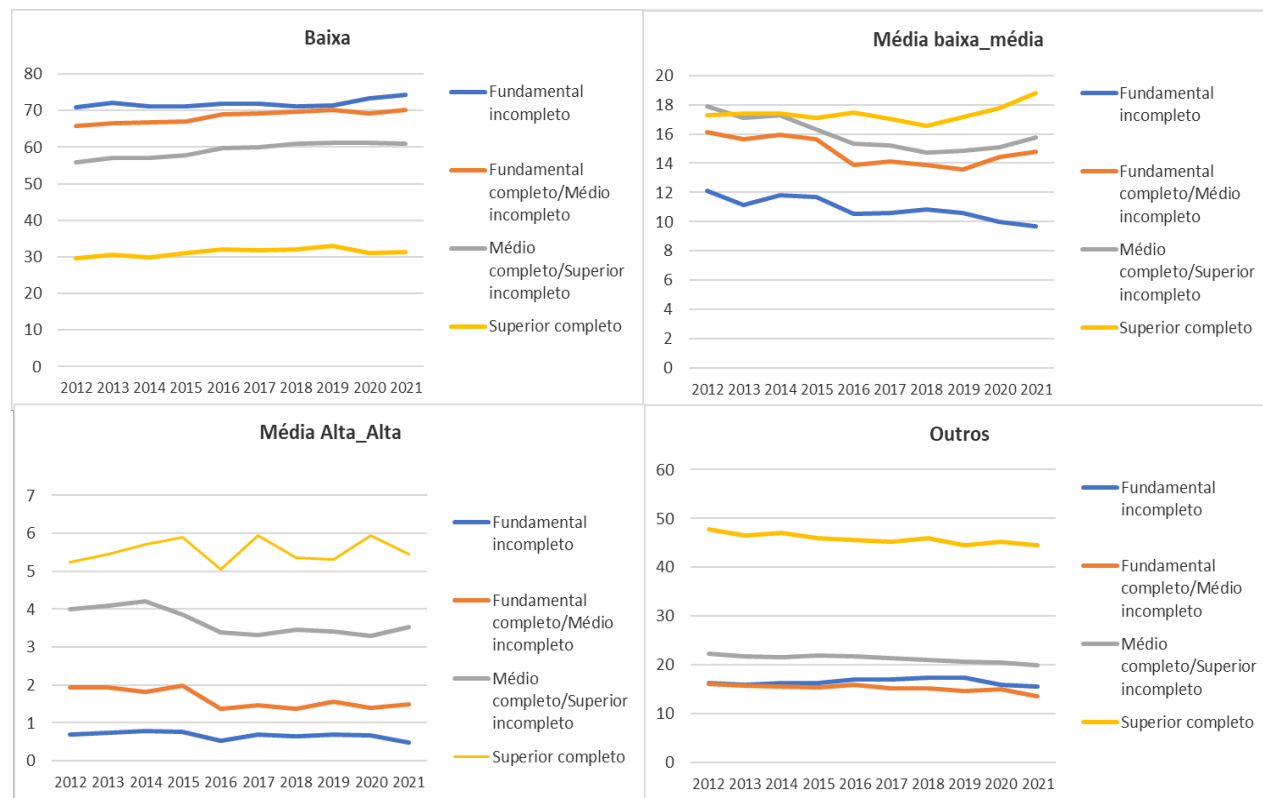 Baixa
80
70
60
50
40
30
20
10
0
2012 2013 2014 2015 2016 2017 2018 2019 2020 2021
Fundamental
incompleto
Fundamental
completo/Médio
incompleto
Médio
completo/Superior
incompleto
Superior completo
Média baixa_média
20
18
16
14
12
10
8
6
4
2
0
2012 2013 2014 2015 2016 2017 2018 2019 2020 2021
Fundamental
incompleto
Fundamental
completo/Médio
incompleto
Médio
completo/Superior
incompleto
Superior completo
Média Alta_Alta
7
6
5
4
3
2
1
0
2012 2013 2014 2015 2016 2017 2018 2019 2020 2021
Fundamental
incompleto
Fundamental
completo/Médio
incompleto
Médio
completo/Superior
incompleto
Superior completo
Outros
60
50
40
30
20
10
0
2012 2013 2014 2015 2016 2017 2018 2019 2020 2021
Fundamental
incompleto
Fundamental
completo/Médio
incompleto
Médio
completo/Superior
incompleto
Superior completo